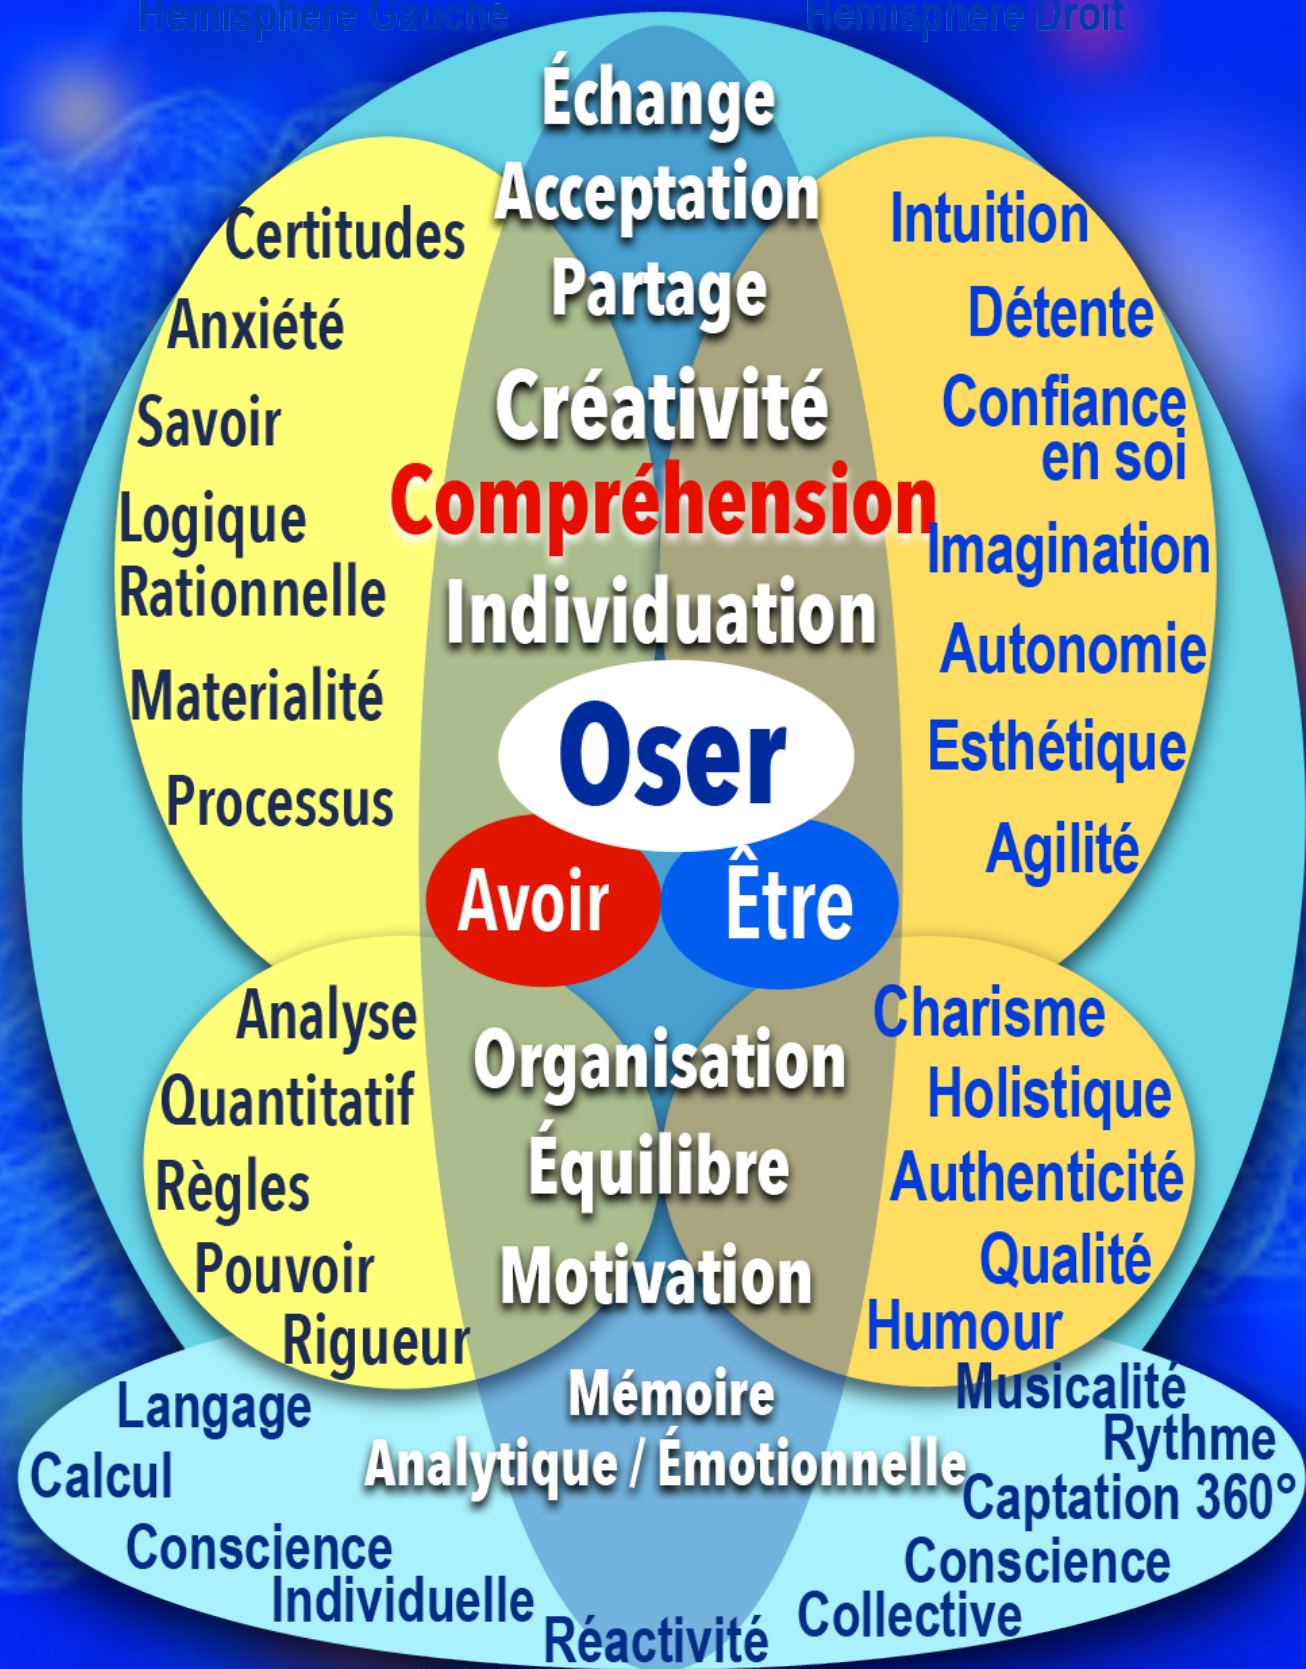 Hémisphère Gauche
Hémisphère Droit
Échange
Acceptation
Partage
Créativité
Compréhension
Individuation
Oser
Avoir
Être
Organisation
Équilibre
Motivation
Mémoire
Analytique / Émotionnelle
Réactivité
Certitudes
Anxiété
Savoir
Logique
Rationnelle
Materialité
Processus
Analyse
Quantitatif
Règles
Pouvoir
Rigueur
Langage
Calcul
Conscience
Individuelle
Intuition
Détente
Confiance
en soi
Imagination
Autonomie
Esthétique
Agilité
Charisme
Holistique
Authenticité
Qualité
Humour
Musicalité
Rythme
Captation 360°
Conscience
Collective